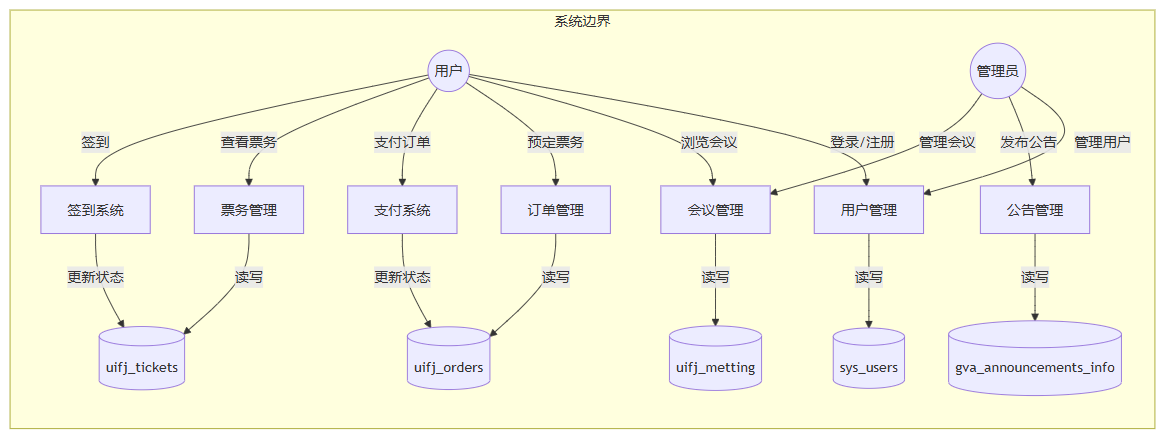 系统边界
用户
管理员
签到
查看票务
支付订单
预定票务
浏览会议
登录/注册
管理会议
发布公告
管理用户
签到系统
票务管理
支付系统
订单管理
会议管理
用户管理
公告管理
更新状态
读写
更新状态
读写
读写
读写
读写
uifj_tickets
uifj_orders
uifj_metting
sys_users
gva_announcements_info